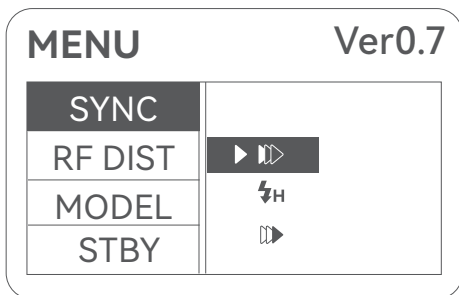 MENU Ver0.7
SYNC
RF DIST
MODEL
H
STBY